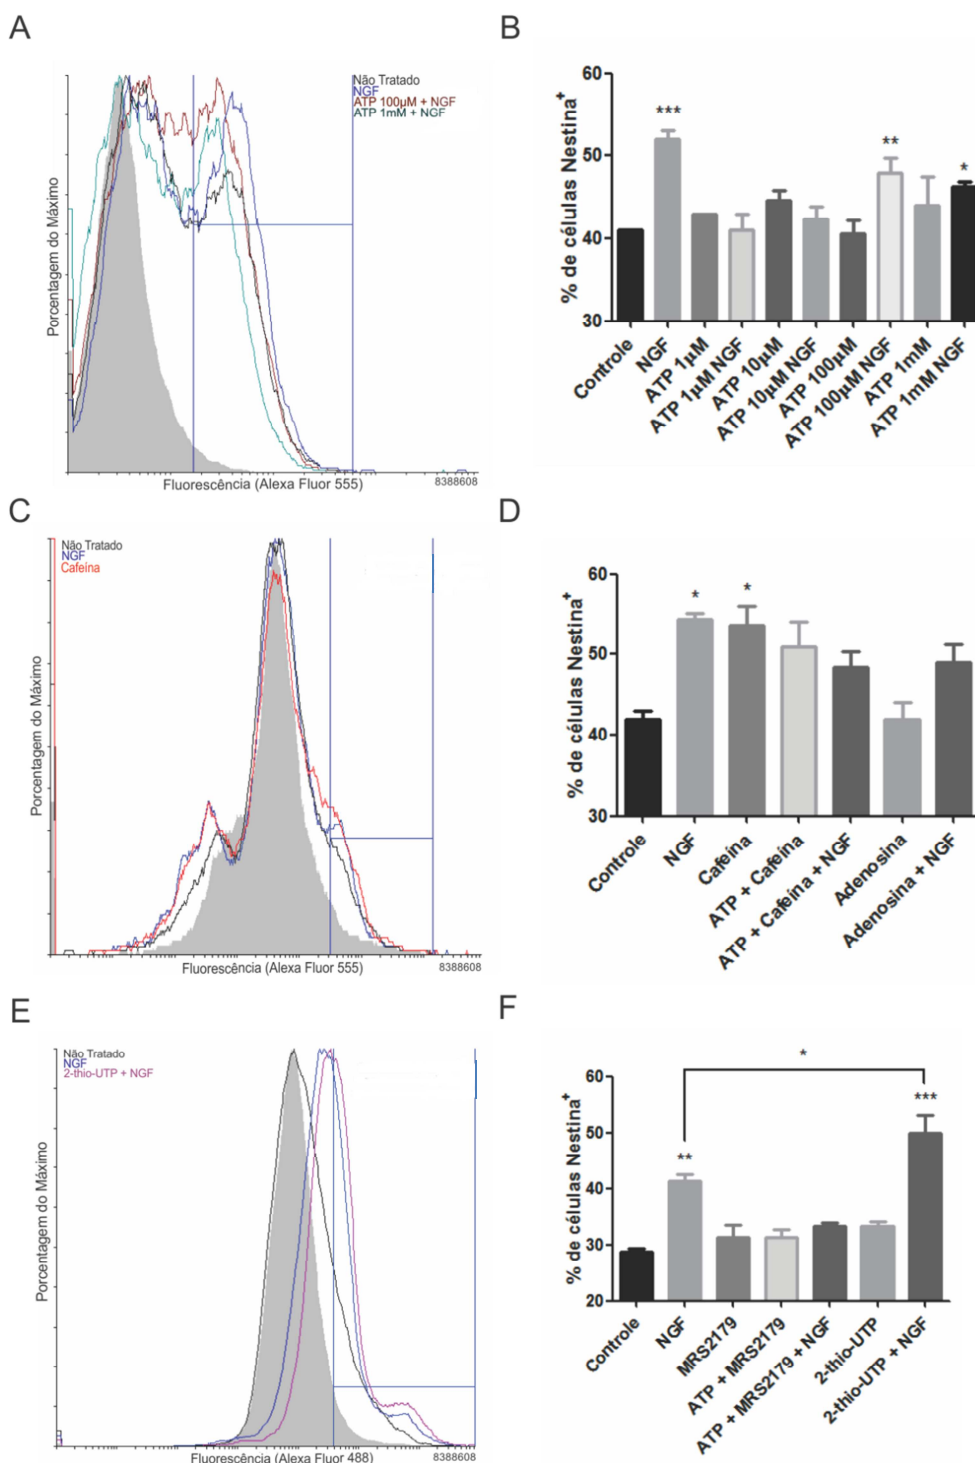 A
Não Tratado
NGF
ATP 100µM + NGF
ATP 1mM + NGF
Porcentagem do Máximo
Fluorescência (Alexa Fluor 555)
8388608
B
% de células Nestina+
60
50
40
30
***
**
*
Controle
NGF
ATP 1µM
ATP 1µM NGF
ATP 10µM
ATP 10µM NGF
ATP 100µM
ATP 100µM NGF
ATP 1mM
ATP 1mM NGF
C
Não Tratado
NGF
Cafeína
Porcentagem do Máximo
Fluorescência (Alexa Fluor 555)
8388608
D
% de células Nestina+
60
50
40
30
*
*
Controle
NGF
Cafeína
ATP + Cafeína
ATP + Cafeína + NGF
Adenosina
Adenosina + NGF
E
Não Tratado
NGF
2-thio-UTP + NGF
Porcentagem do Máximo
Fluorescência (Alexa Fluor 488)
8388608
F
% de células Nestina+
60
50
40
30
20
*
**
***
Controle
NGF
MRS2179
ATP + MRS2179
ATP + MRS2179 + NGF
2-thio-UTP
2-thio-UTP + NGF